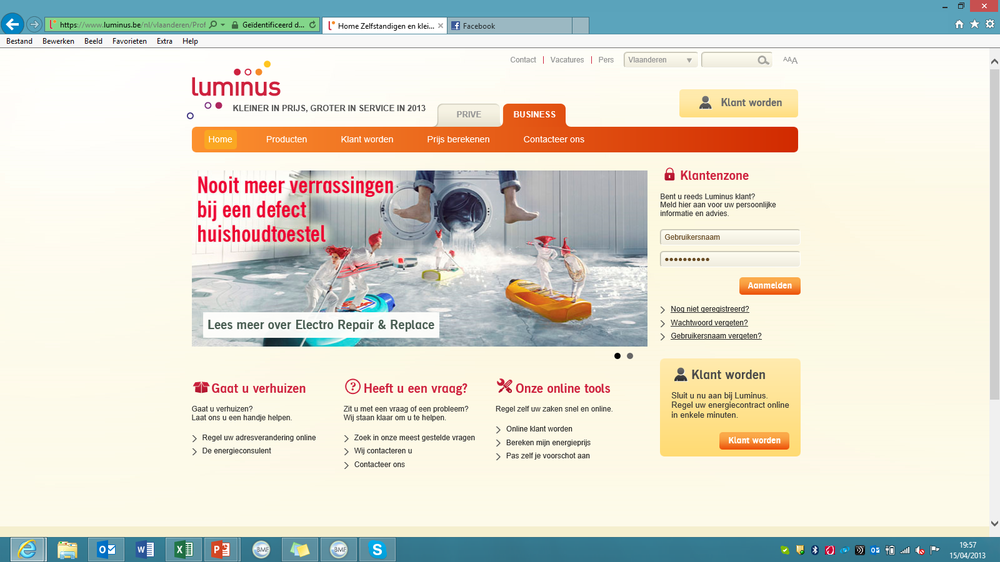 https://www.luminus.be/nl/vlaanderen/Prof
Geïdentificeerd d...
Home Zelfstandigen en klei...
Facebook
Bestand Bewerken Beeld Favorieten Extra Help
Contact Vacatures Pers Vlaanderen AAA
luminus
KLEINER IN PRIJS, GROTER IN SERVICE IN 2013
PRIVE
BUSINESS
Klant worden
Home Producten Klant worden Prijs berekenen Contacteer ons
Nooit meer verrassingen
bij een defect
huishoudtoestel
Lees meer over Electro Repair & Replace
Klantenzone
Bent u reeds Luminus klant?
Meld hier aan voor uw persoonlijke
informatie en advies.
Gebruikersnaam
••••••••••
Aanmelden
Nog niet geregistreerd?
Wachtwoord vergeten?
Gebruikersnaam vergeten?
Gaat u verhuizen
Gaat u verhuizen?
Laat ons u een handje helpen.
Regel uw adresverandering online
De energieconsulent
Heeft u een vraag?
Zit u met een vraag of een probleem?
Wij staan klaar om u te helpen.
Zoek in onze meest gestelde vragen
Wij contacteren u
Contacteer ons
Onze online tools
Regel zelf uw zaken snel en online.
Online klant worden
Bereken mijn energieprijs
Pas zelf je voorschot aan
Klant worden
Sluit u nu aan bij Luminus.
Regel uw energiecontract online
in enkele minuten.
Klant worden
BMF
BMF
19:57
15/04/2013